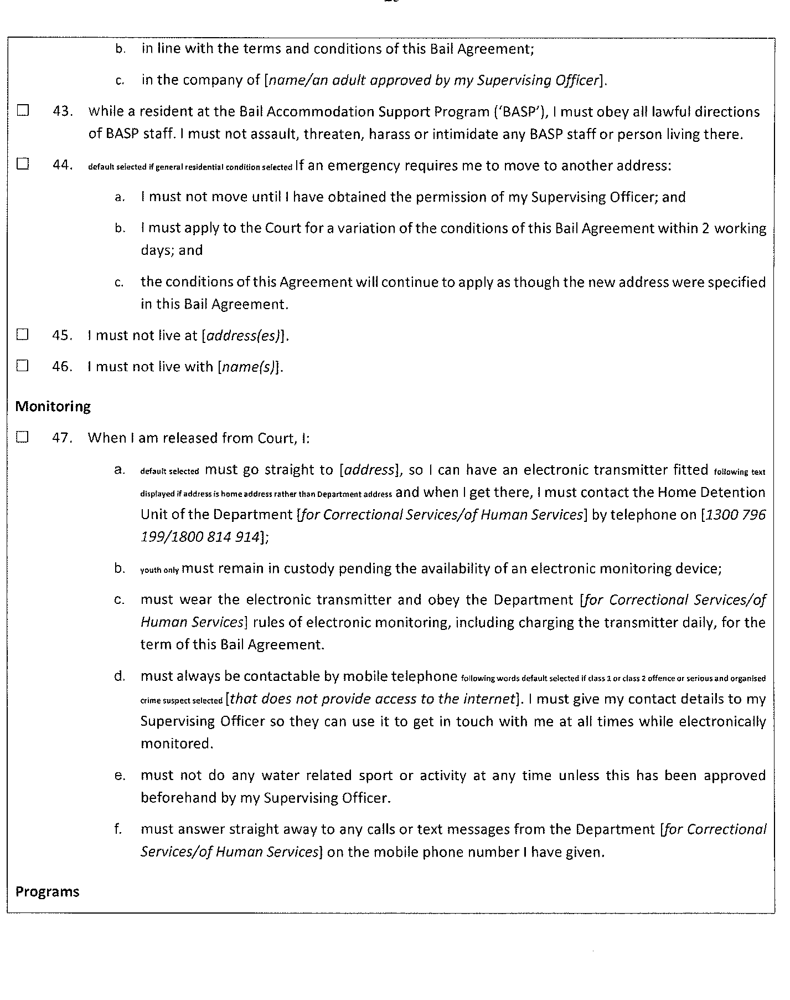 b. in line with the terms and conditions of this Bail Agreement;
c. in the company of [name/an adult approved by my Supervising Officer].
☐ 43. while a resident at the Bail Accommodation Support Program ('BASP'), I must obey all lawful directions
of BASP staff. I must not assault, threaten, harass or intimidate any BASP staff or person living there.
☐ 44. default selected if general residential condition selected If an emergency requires me to move to another address:
a. I must not move until I have obtained the permission of my Supervising Officer; and
b. I must apply to the Court for a variation of the conditions of this Bail Agreement within 2 working
days; and
c. the conditions of this Agreement will continue to apply as though the new address were specified
in this Bail Agreement.
☐ 45. I must not live at [address(es)].
☐ 46. I must not live with [name(s)].
Monitoring
☐ 47. When I am released from Court, I:
a. default selected must go straight to [address], so I can have an electronic transmitter fitted following text
displayed if address is home address rather than Department address and when I get there, I must contact the Home Detention
Unit of the Department [for Correctional Services/of Human Services] by telephone on [1300 796
199/1800 814 914];
b. youth only must remain in custody pending the availability of an electronic monitoring device;
c. must wear the electronic transmitter and obey the Department [for Correctional Services/of
Human Services] rules of electronic monitoring, including charging the transmitter daily, for the
term of this Bail Agreement.
d. must always be contactable by mobile telephone following words default selected if class 1 or class 2 offence or serious and organised
crime suspect selected [that does not provide access to the internet]. I must give my contact details to my
Supervising Officer so they can use it to get in touch with me at all times while electronically
monitored.
e. must not do any water related sport or activity at any time unless this has been approved
beforehand by my Supervising Officer.
f. must answer straight away to any calls or text messages from the Department [for Correctional
Services/of Human Services] on the mobile phone number I have given.
Programs